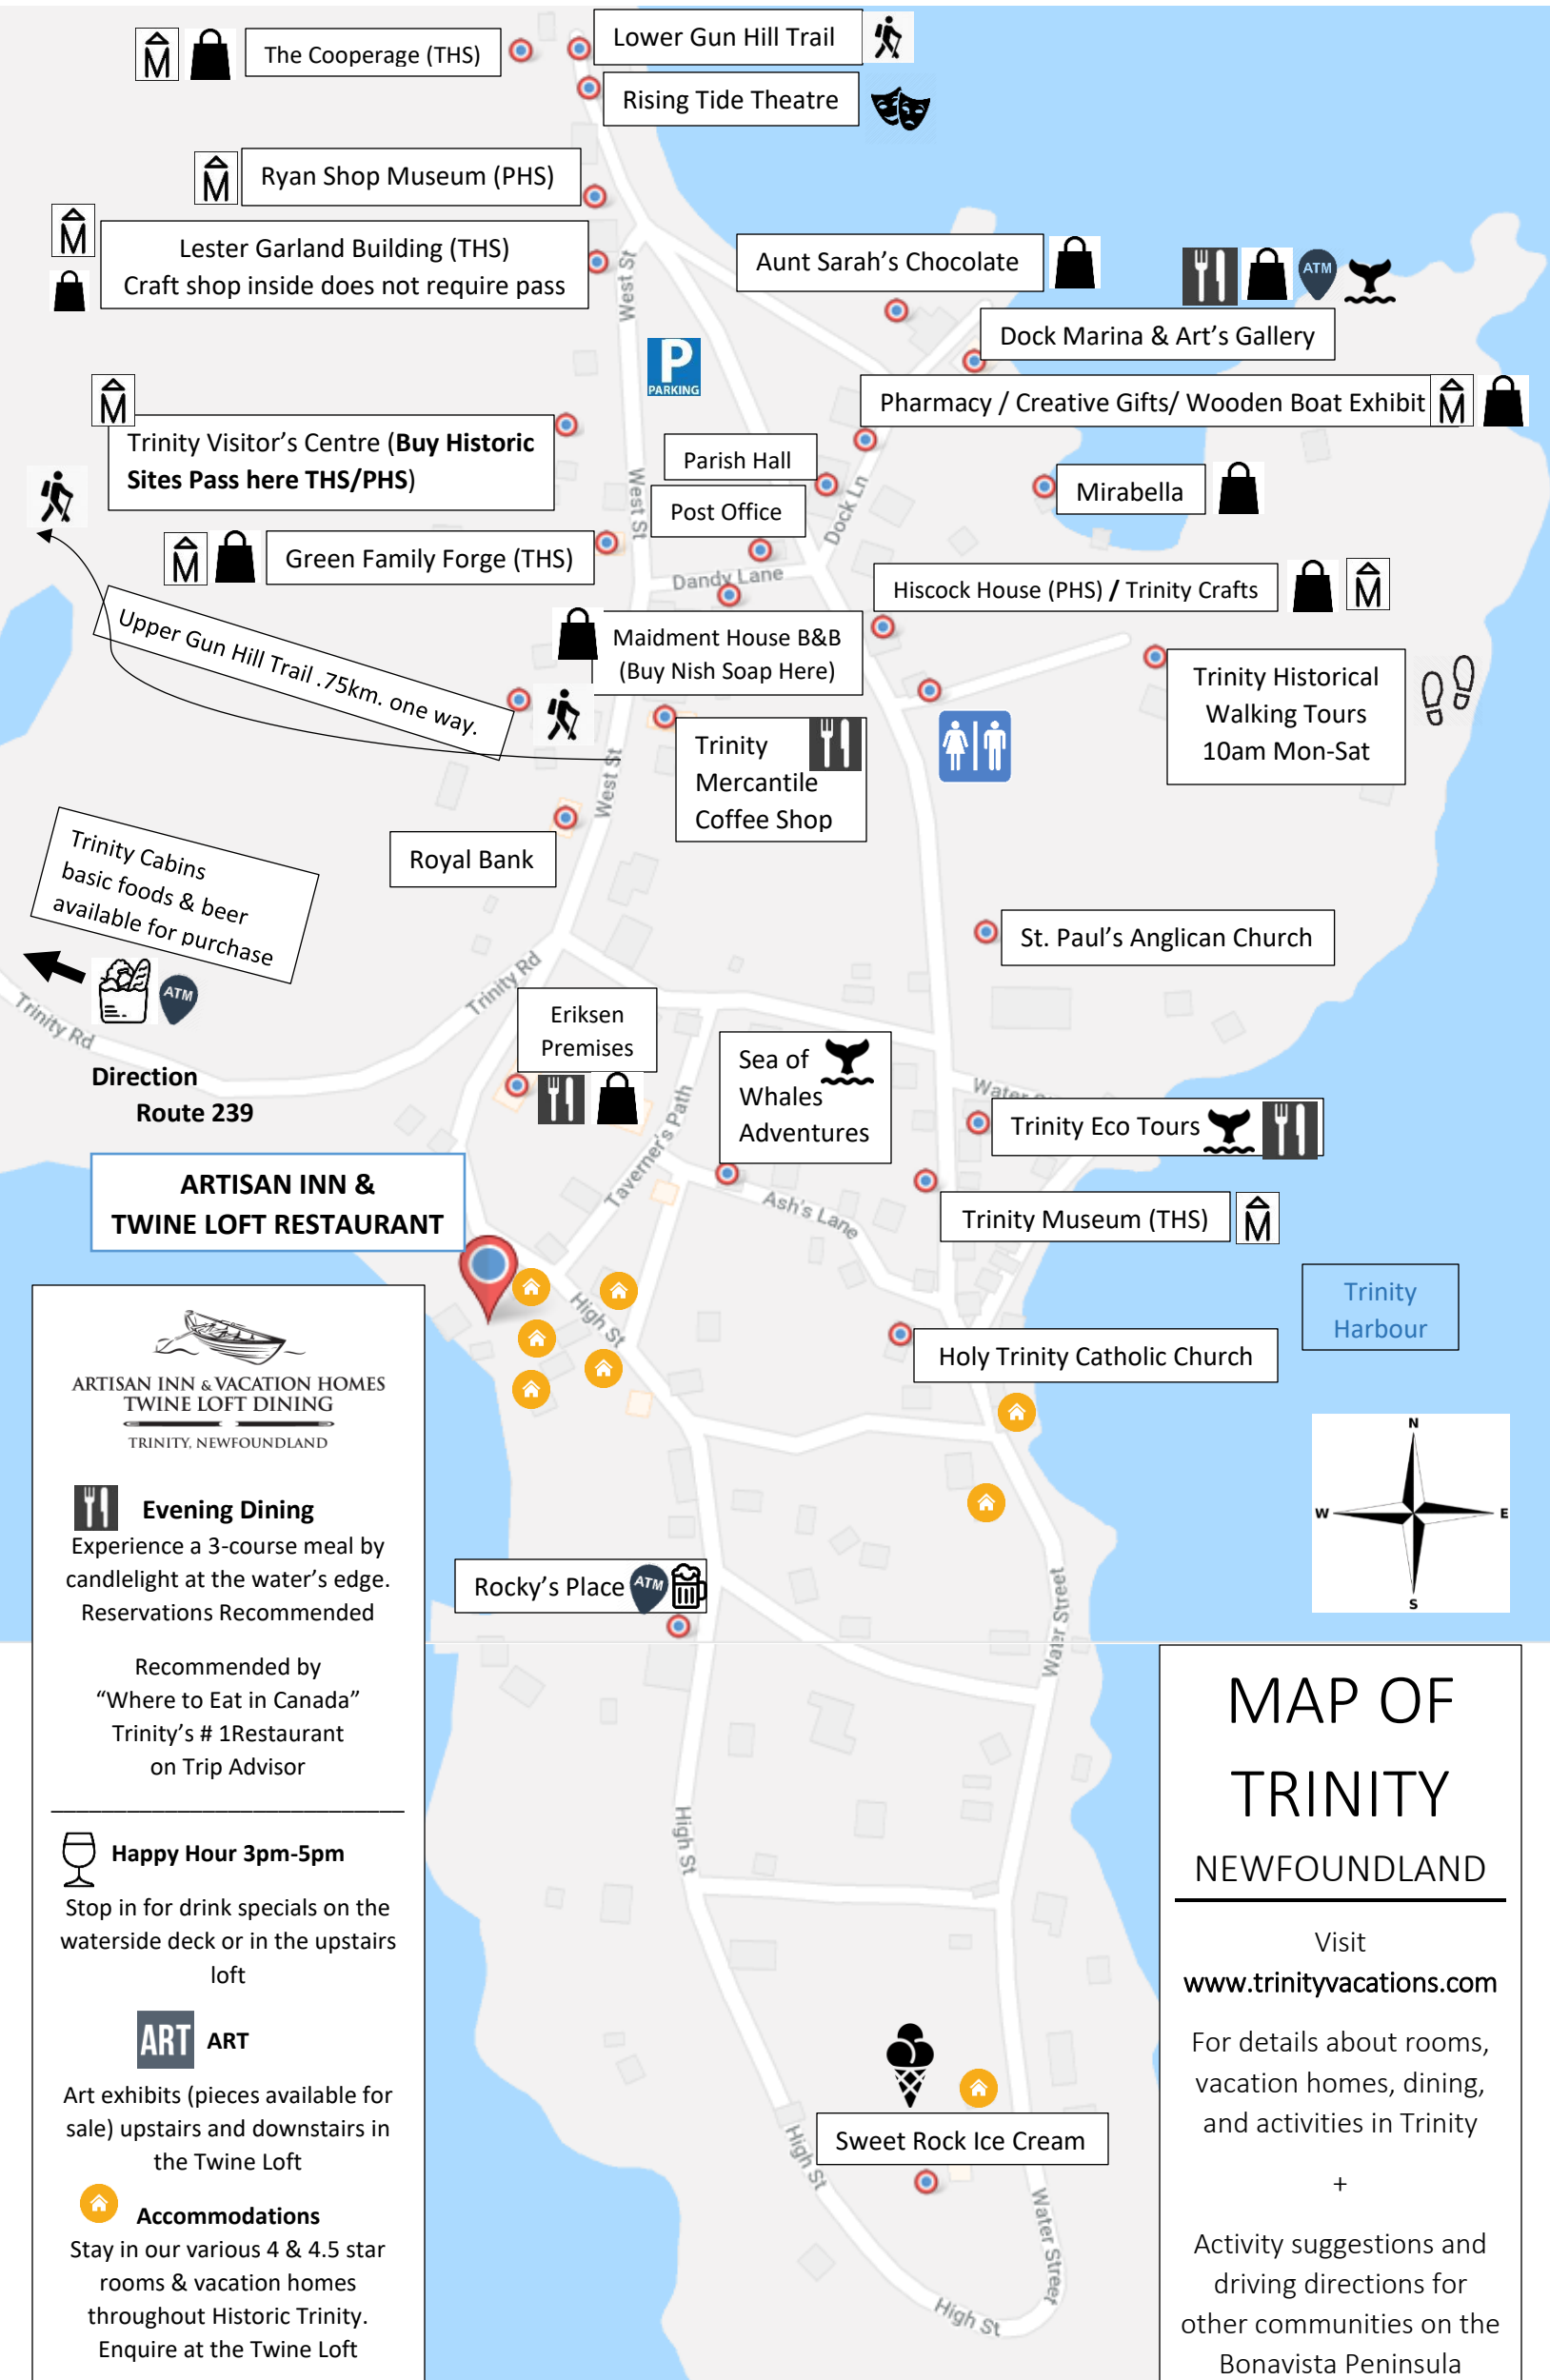 The Cooperage (THS)
Lower Gun Hill Trail
Rising Tide Theatre
M
M
Ryan Shop Museum (PHS)
M
Lester Garland Building (THS)
Craft shop inside does not require pass
West St
Aunt Sarah's Chocolate
ATM
Dock Marina & Art's Gallery
P
PARKING
Pharmacy / Creative Gifts/ Wooden Boat Exhibit
M
M
Trinity Visitor's Centre (Buy Historic
Sites Pass here THS/PHS)
Parish Hall
Post Office
West St
Dock Ln
Mirabella
M
Green Family Forge (THS)
Dandy Lane
Hiscock House (PHS) / Trinity Crafts
M
Upper Gun Hill Trail .75km. one way.
Maidment House B&B
(Buy Nish Soap Here)
Trinity Historical
Walking Tours
10am Mon-Sat
Trinity
Mercantile
Coffee Shop
West St
Royal Bank
Trinity Cabins
basic foods & beer
available for purchase
ATM
St. Paul's Anglican Church
Trinity Rd
Trinity Rd
Direction
Route 239
Eriksen
Premises
Sea of
Whales
Adventures
Water
Trinity Eco Tours
Taverner's Path
Ash's Lane
Trinity Museum (THS)
M
ARTISAN INN &
TWINE LOFT RESTAURANT
High St
Holy Trinity Catholic Church
Trinity
Harbour
N
W
E
S
ARTISAN INN & VACATION HOMES
TWINE LOFT DINING
TRINITY, NEWFOUNDLAND
Evening Dining
Experience a 3-course meal by
candlelight at the water's edge.
Reservations Recommended
Recommended by
“Where to Eat in Canada”
Trinity's # 1Restaurant
on Trip Advisor
Happy Hour 3pm-5pm
Stop in for drink specials on the
waterside deck or in the upstairs
loft
ART
ART
Art exhibits (pieces available for
sale) upstairs and downstairs in
the Twine Loft
Accommodations
Stay in our various 4 & 4.5 star
rooms & vacation homes
throughout Historic Trinity.
Enquire at the Twine Loft
Rocky's Place
ATM
Water Street
High St
High St
Sweet Rock Ice Cream
Water Street
High St
MAP OF
TRINITY
NEWFOUNDLAND
Visit
www.trinityvacations.com
For details about rooms,
vacation homes, dining,
and activities in Trinity
+
Activity suggestions and
driving directions for
other communities on the
Bonavista Peninsula